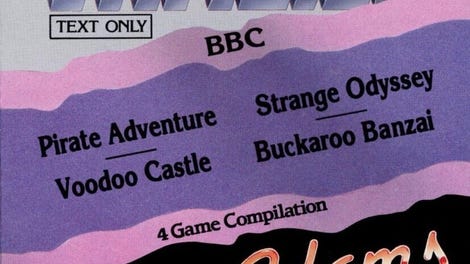 TEXT ONLY
BBC
Pirate Adventure
Voodoo Castle
Strange Odyssey
Buckaroo Banzai
4 Game Compilation